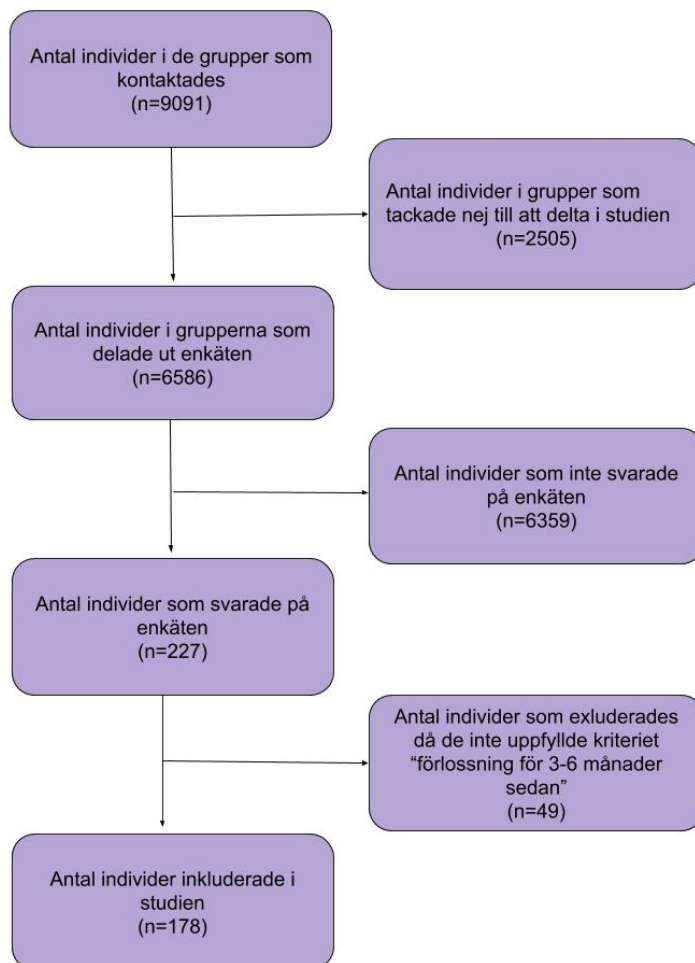 Antal individer i de grupper som
kontaktades
(n=9091)
Antal individer i grupper som
tackade nej till att delta i studien
(n=2505)
Antal individer i grupperna som
delade ut enkäten
(n=6586)
Antal individer som inte svarade
på enkäten
(n=6359)
Antal individer som svarade på
enkäten
(n=227)
Antal individer som exluderades
då de inte uppfyllde kriteriet
“förlossning för 3-6 månader
sedan”
(n=49)
Antal individer inkluderade i
studien
(n=178)